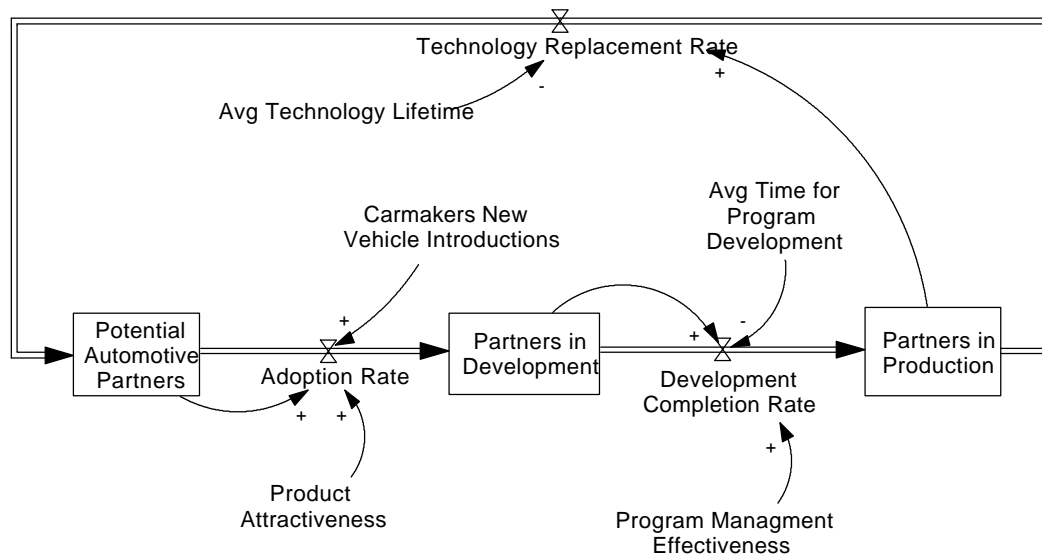 Technology Replacement Rate
+
-
Avg Technology Lifetime
Carmakers New
Vehicle Introductions
Avg Time for
Program
Development
+
-
+
Potential
Automotive
Partners
Adoption Rate
+
+
Partners in
Development
Development
Completion Rate
Partners in
Production
+
Product
Attractiveness
Program Managment
Effectiveness